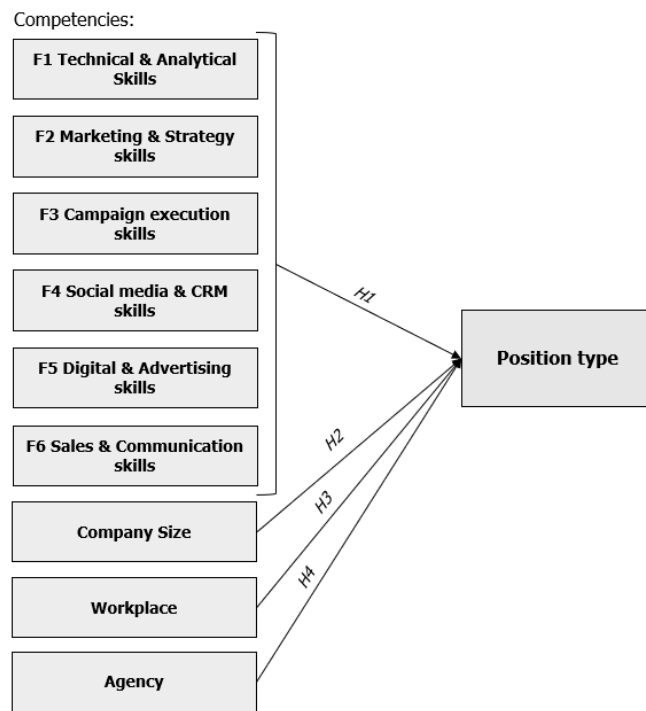 Competencies:
F1 Technical & Analytical
Skills
F2 Marketing & Strategy
skills
F3 Campaign execution
skills
F4 Social media & CRM
skills
F5 Digital & Advertising
skills
F6 Sales & Communication
skills
Company Size
Workplace
Agency
H1
H2
H3
H4
Position type